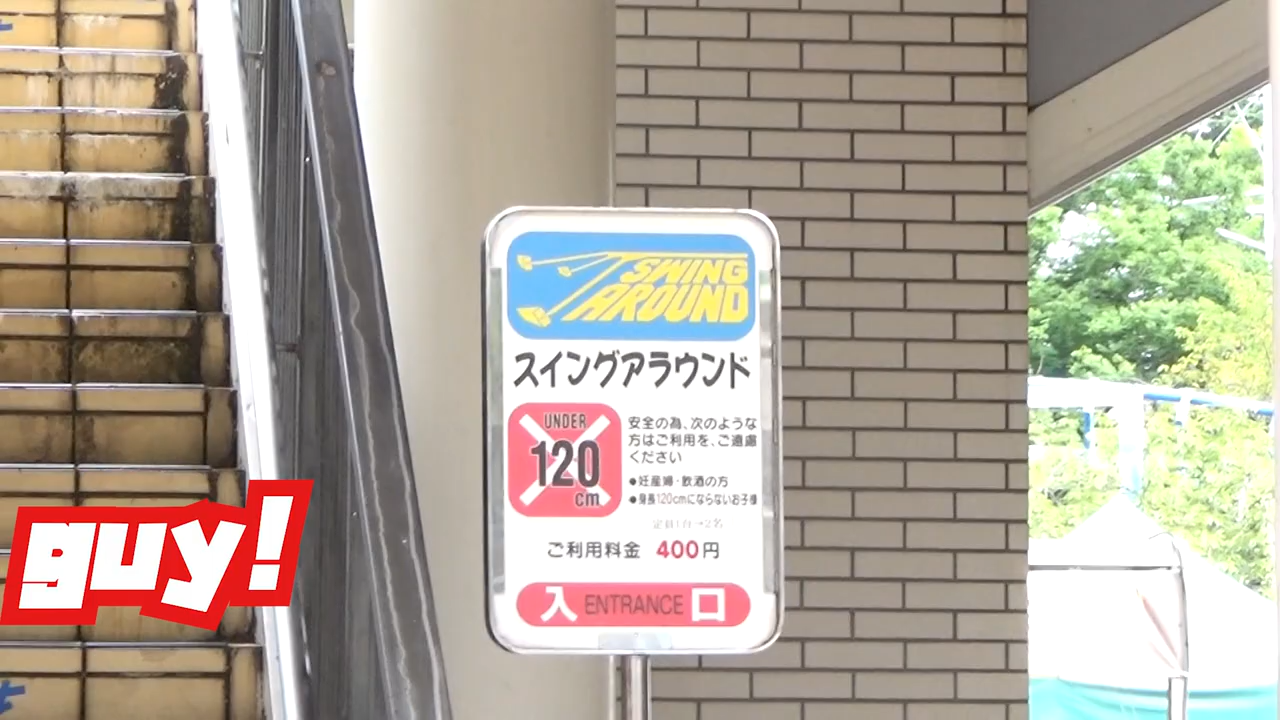 SWING
AROUND
スイングアラウンド
UNDER
120
cm
安全の為、次のような
方はご利用を、ご遠慮
ください
●妊産婦・飲酒の方
●身長120cmにならないお子様
ご利用料金 400円
入 ENTRANCE 口
guy!